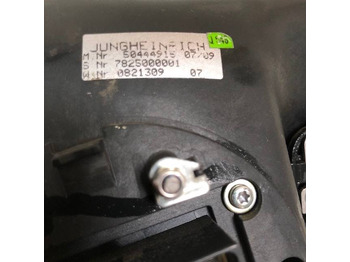 JUNGHEINRICH
M Nr 50444915 07/09
S Nr 7825000001
W Nr 0821309 07